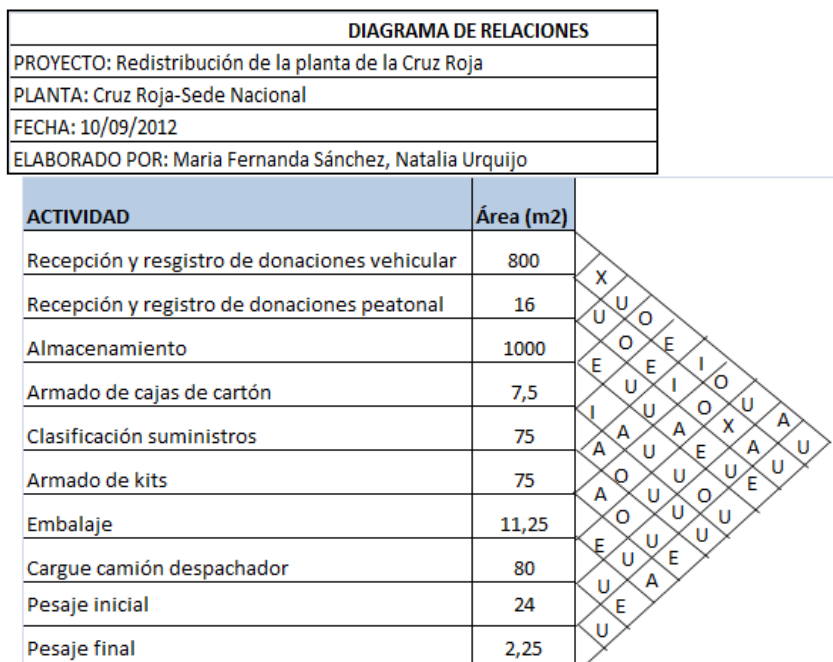 DIAGRAMA DE RELACIONES
PROYECTO: Redistribución de la planta de la Cruz Roja
PLANTA: Cruz Roja-Sede Nacional
FECHA: 10/09/2012
ELABORADO POR: Maria Fernanda Sánchez, Natalia Urquijo
ACTIVIDAD Área (m2)
Recepción y resgistro de donaciones vehicular 800
Recepción y registro de donaciones peatonal 16
Almacenamiento 1000
Armado de cajas de cartón 7,5
Clasificación suministros 75
Armado de kits 75
Embalaje 11,25
Cargue camión despachador 80
Pesaje inicial 24
Pesaje final 2,25
X
U
U O
O E
E E I
U I O
I U O U
A A X A
A U E A U
O U U U
A U O E
O U U
E U U
U E
U A
E
U